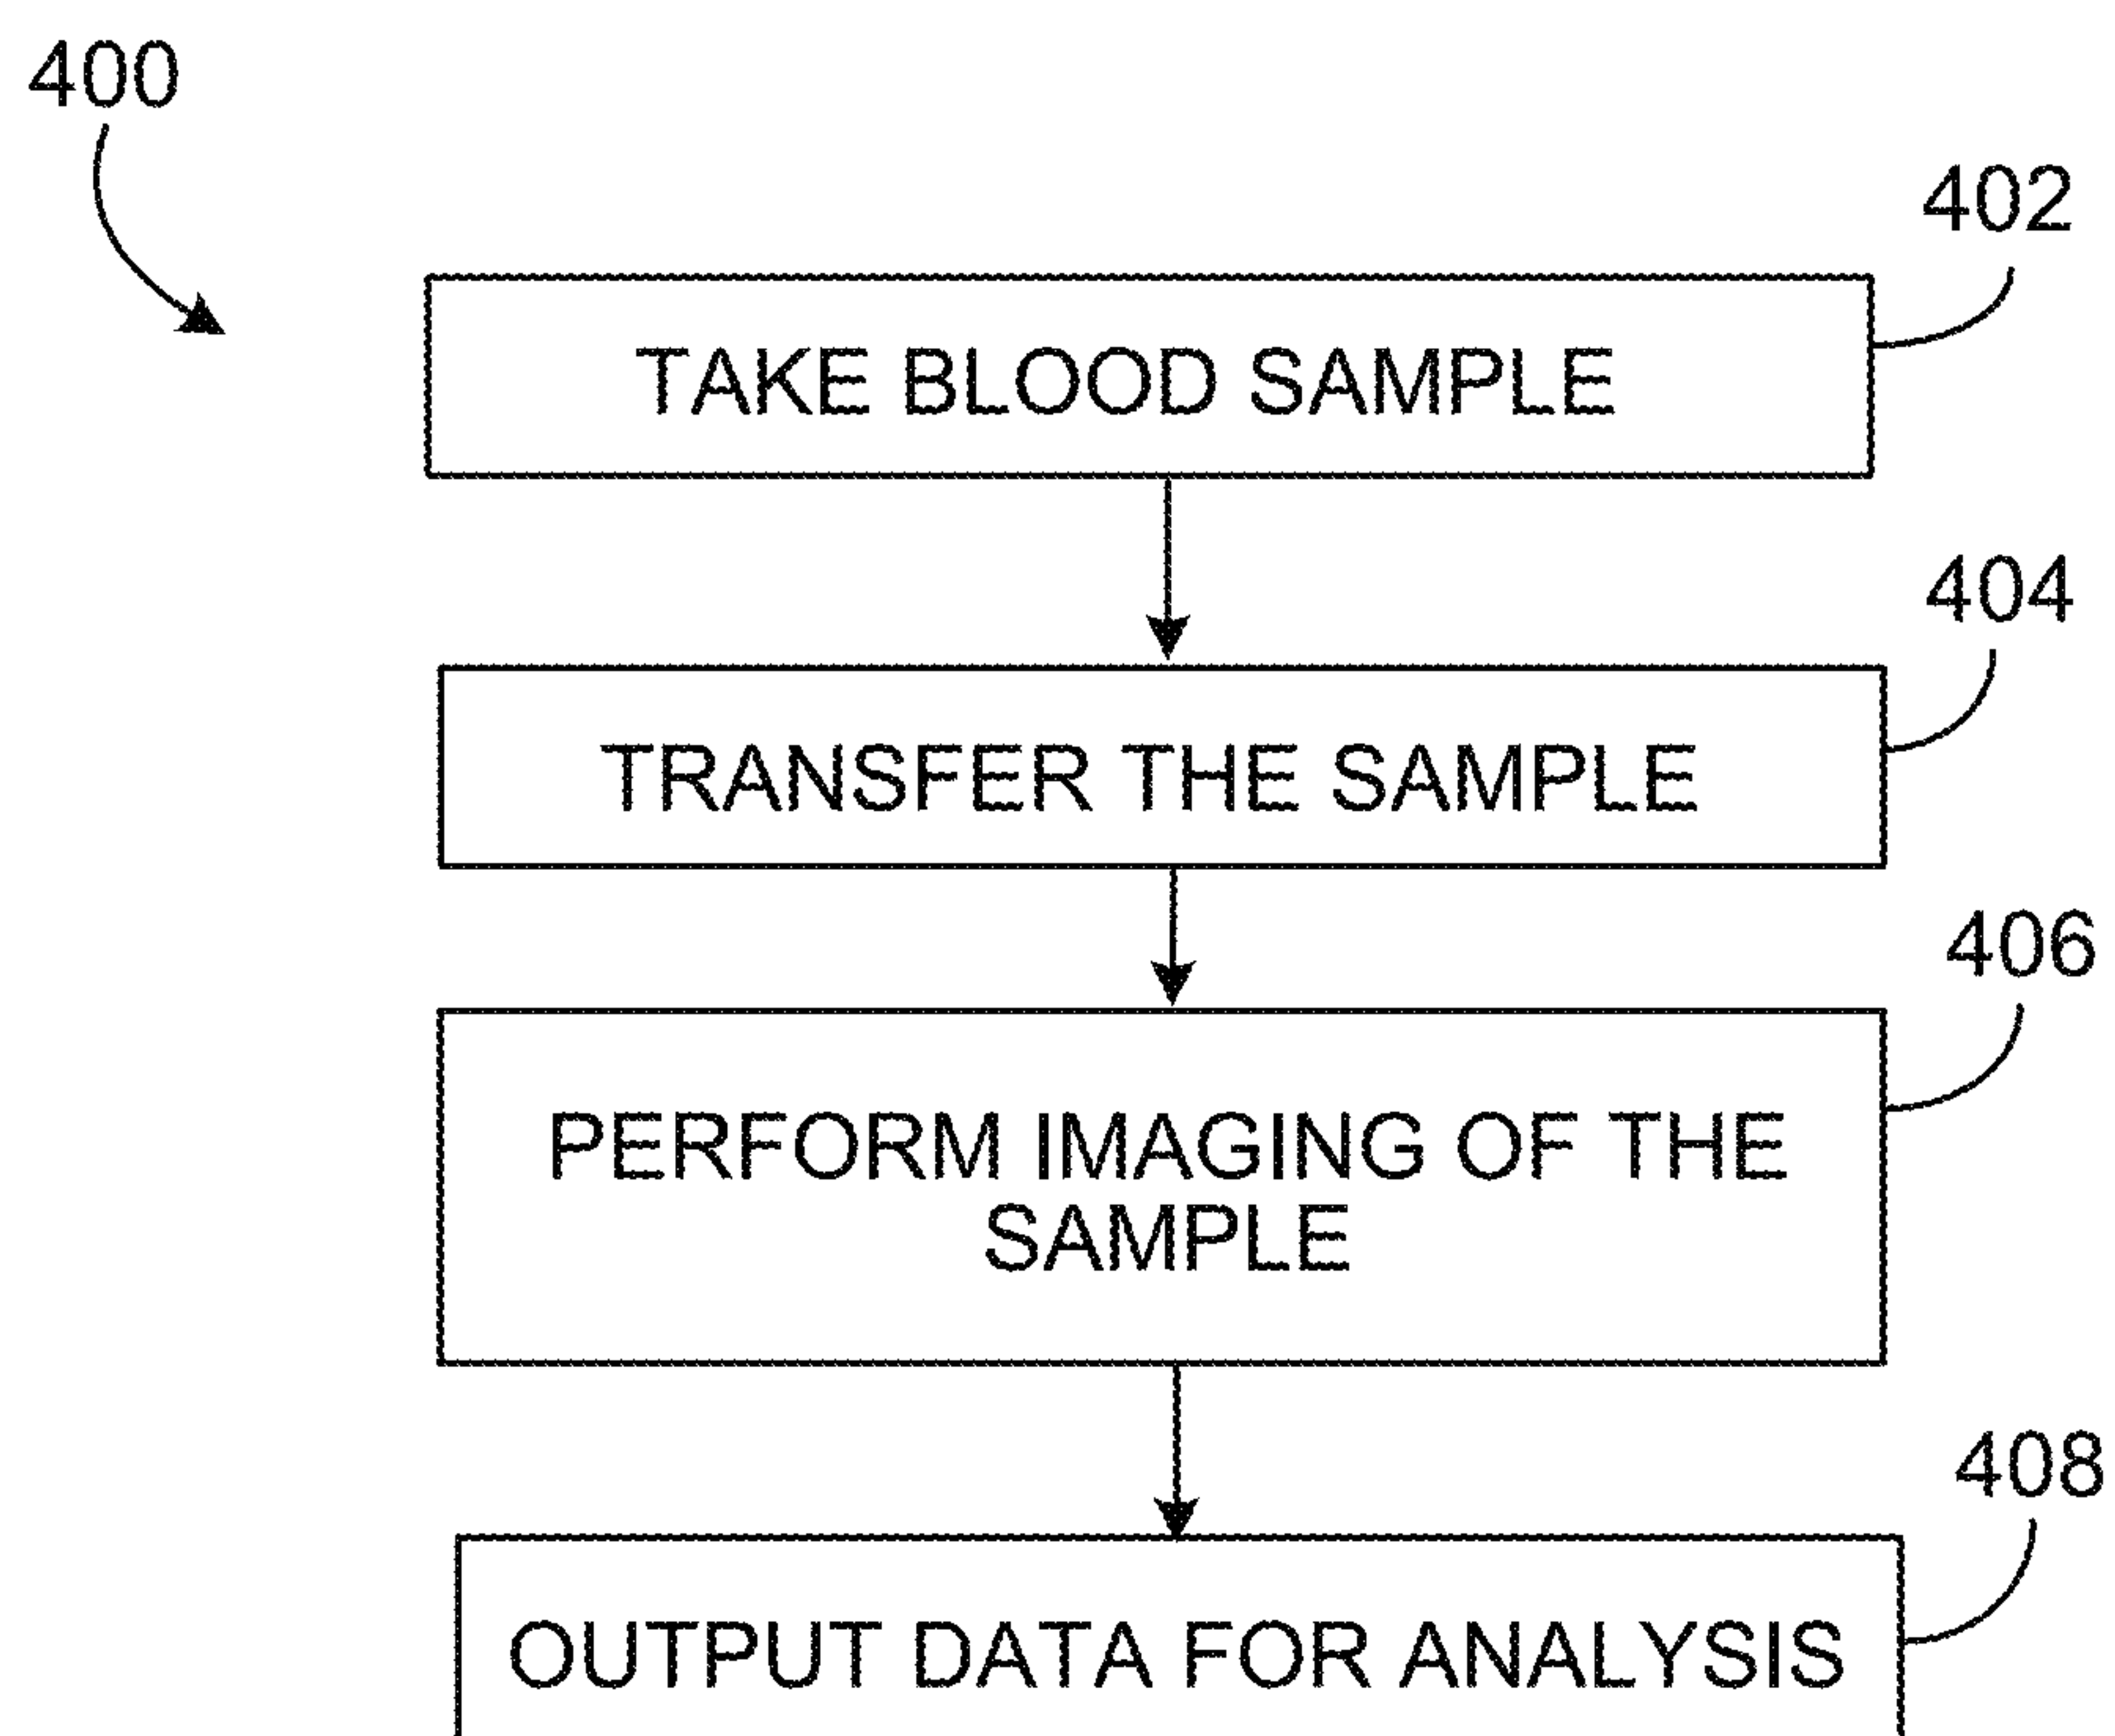 400
402
TAKE BLOOD SAMPLE
404
TRANSFER THE SAMPLE
406
PERFORM IMAGING OF THE
SAMPLE
408
OUTPUT DATA FOR ANALYSIS